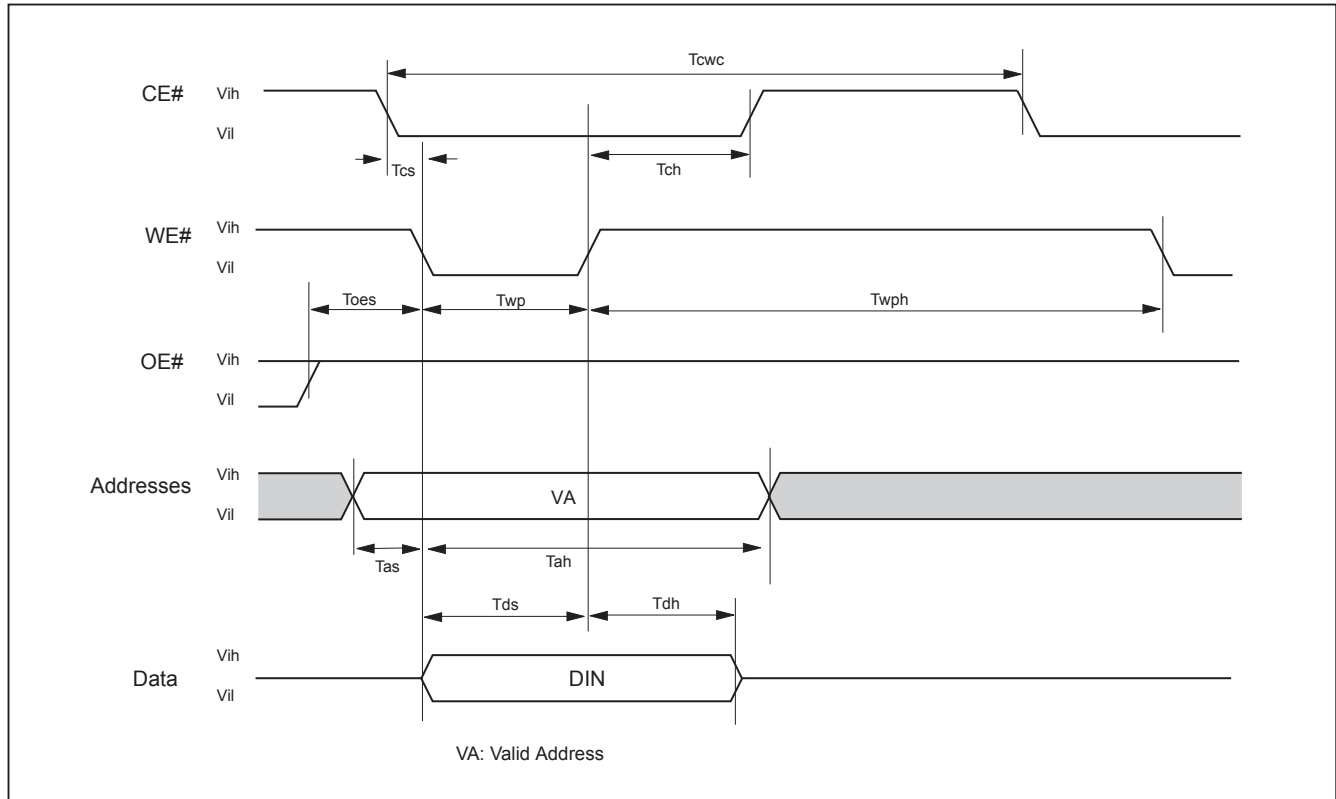 Tcwc
CE#
Vih
Vil
Tcs
Tch
WE#
Vih
Vil
Toes
Twp
Twph
OE#
Vih
Vil
Addresses
Vih
Vil
VA
Tas
Tah
Tds
Tdh
Data
Vih
Vil
DIN
VA: Valid Address